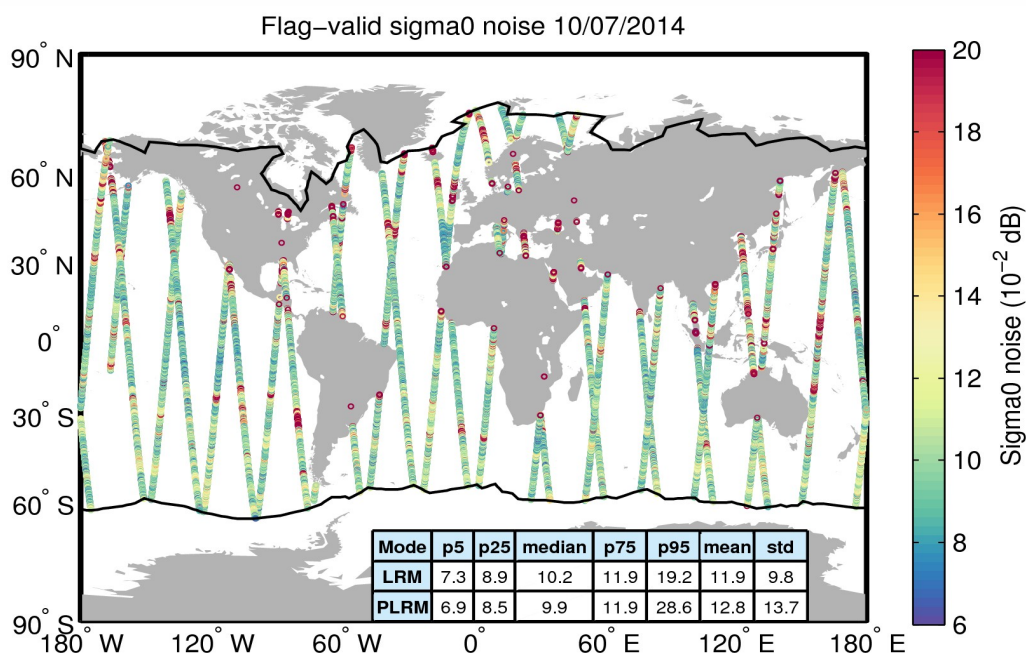 Flag−valid sigma0 noise 10/07/2014
90° N
60° N
30° N
0°
30° S
60° S
90° S
180° W
120° W
60° W
0°
60° E
120° E
180° E
Mode p5 p25 median p75 p95 mean std
LRM 7.3 8.9 10.2 11.9 19.2 11.9 9.8
PLRM 6.9 8.5 9.9 11.9 28.6 12.8 13.7
20
18
16
14
12
10
8
6
Sigma0 noise (10⁻² dB)